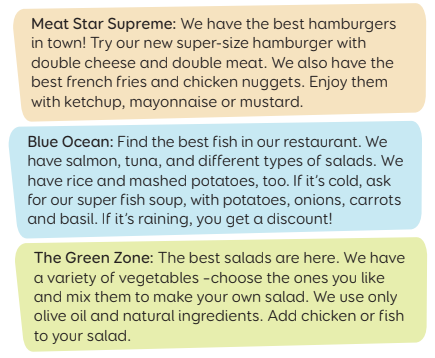 Meat Star Supreme: We have the best hamburgers
in town! Try our new super-size hamburger with
double cheese and double meat. We also have the
best french fries and chicken nuggets. Enjoy them
with ketchup, mayonnaise or mustard.
Blue Ocean: Find the best fish in our restaurant. We
have salmon, tuna, and different types of salads. We
have rice and mashed potatoes, too. If it's cold, ask
for our super fish soup, with potatoes, onions, carrots
and basil. If it's raining, you get a discount!
The Green Zone: The best salads are here. We have
a variety of vegetables –choose the ones you like
and mix them to make your own salad. We use only
olive oil and natural ingredients. Add chicken or fish
to your salad.